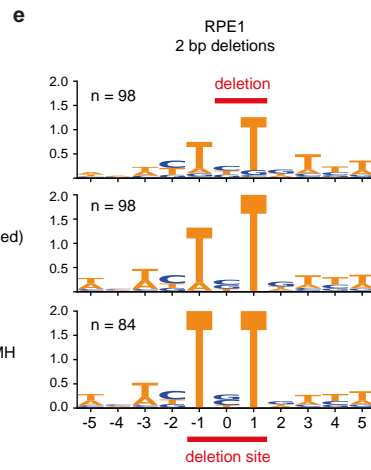 e
RPE1
2 bp deletions
deletion
2.0
n = 98
1.5
1.0
0.5
2.0
n = 98
1.5
ed)
1.0
0.5
2.0
n = 84
1.5
MH
1.0
0.5
0.0
-5 -4 -3 -2 -1 0 1 2 3 4 5
deletion site